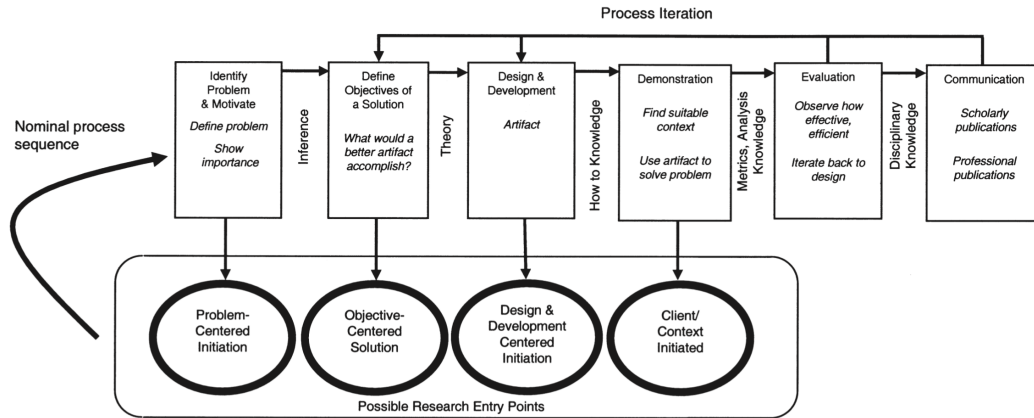 Process Iteration
Nominal process
sequence
Identify
Problem
& Motivate
Define problem
Show
importance
Inference
Define
Objectives of
a Solution
What would a
better artifact
accomplish?
Theory
Design &
Development
Artifact
How to Knowledge
Demonstration
Find suitable
context
Use artifact to
solve problem
Metrics, Analysis
Knowledge
Evaluation
Observe how
effective,
efficient
Iterate back to
design
Disciplinary
Knowledge
Communication
Scholarly
publications
Professional
publications
Problem-
Centered
Initiation
Objective-
Centered
Solution
Design &
Development
Centered
Initiation
Client/
Context
Initiated
Possible Research Entry Points